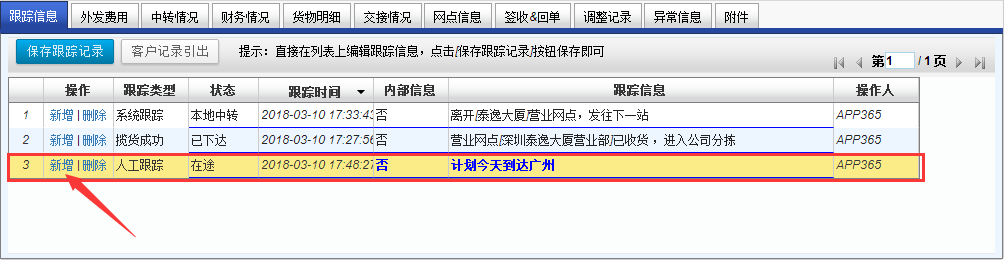 跟踪信息 外发费用 中转情况 财务情况 货物明细 交接情况 网点信息 签收&回单 调整记录 异常信息 附件
保存跟踪记录 客户记录引出 提示：直接在列表上编辑跟踪信息，点击/保存跟踪记录/按钮保存即可
第1 / 1 页
操作 跟踪类型 状态 跟踪时间 内部信息 跟踪信息 操作人
1 新增|删除 系统跟踪 本地中转 2018-03-10 17:33:43 否 离开/泰逸大厦/营业网点，发往下一站 APP365
2 新增|删除 揽货成功 已下达 2018-03-10 17:27:56 否 营业网点/深圳泰逸大厦营业部/已收货 ，进入公司分拣 APP365
3 新增|删除 人工跟踪 在途 2018-03-10 17:48:27 否 计划今天到达广州 APP365